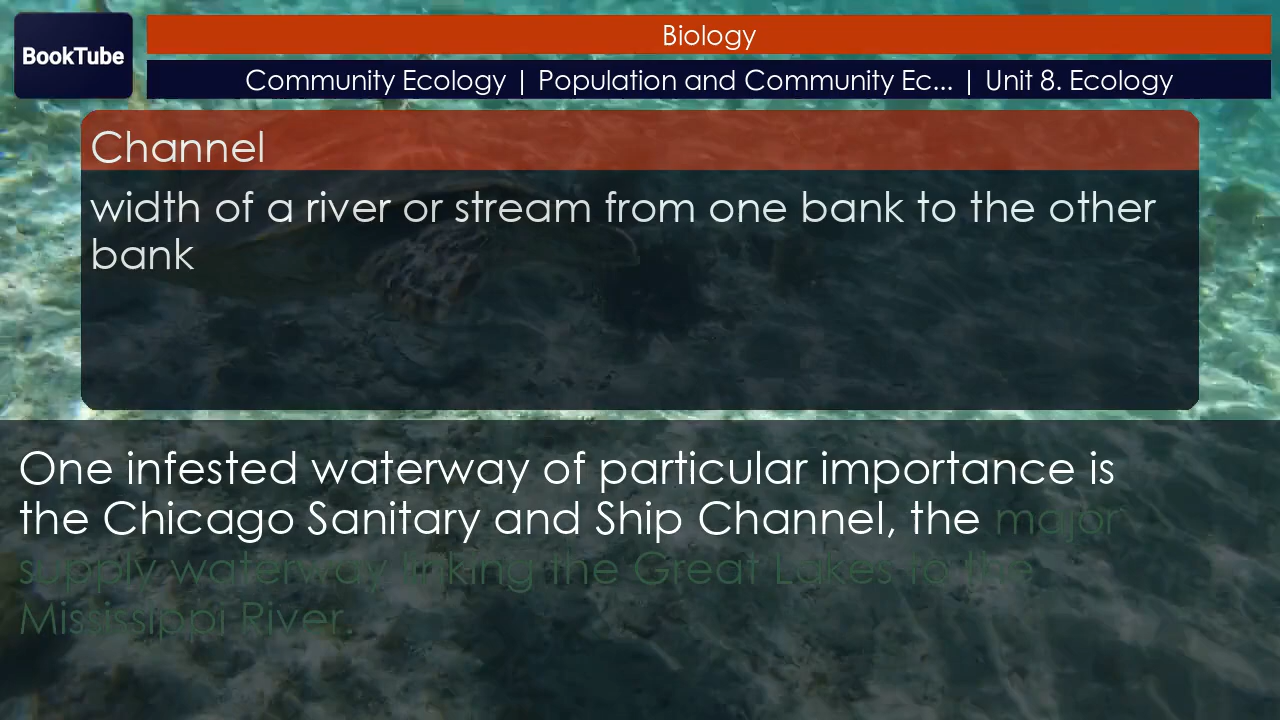 BookTube
Biology
Community Ecology | Population and Community Ec... | Unit 8. Ecology
Channel
width of a river or stream from one bank to the other
bank
One infested waterway of particular importance is
the Chicago Sanitary and Ship Channel, the major
supply waterway linking the Great Lakes to the
Mississippi River.